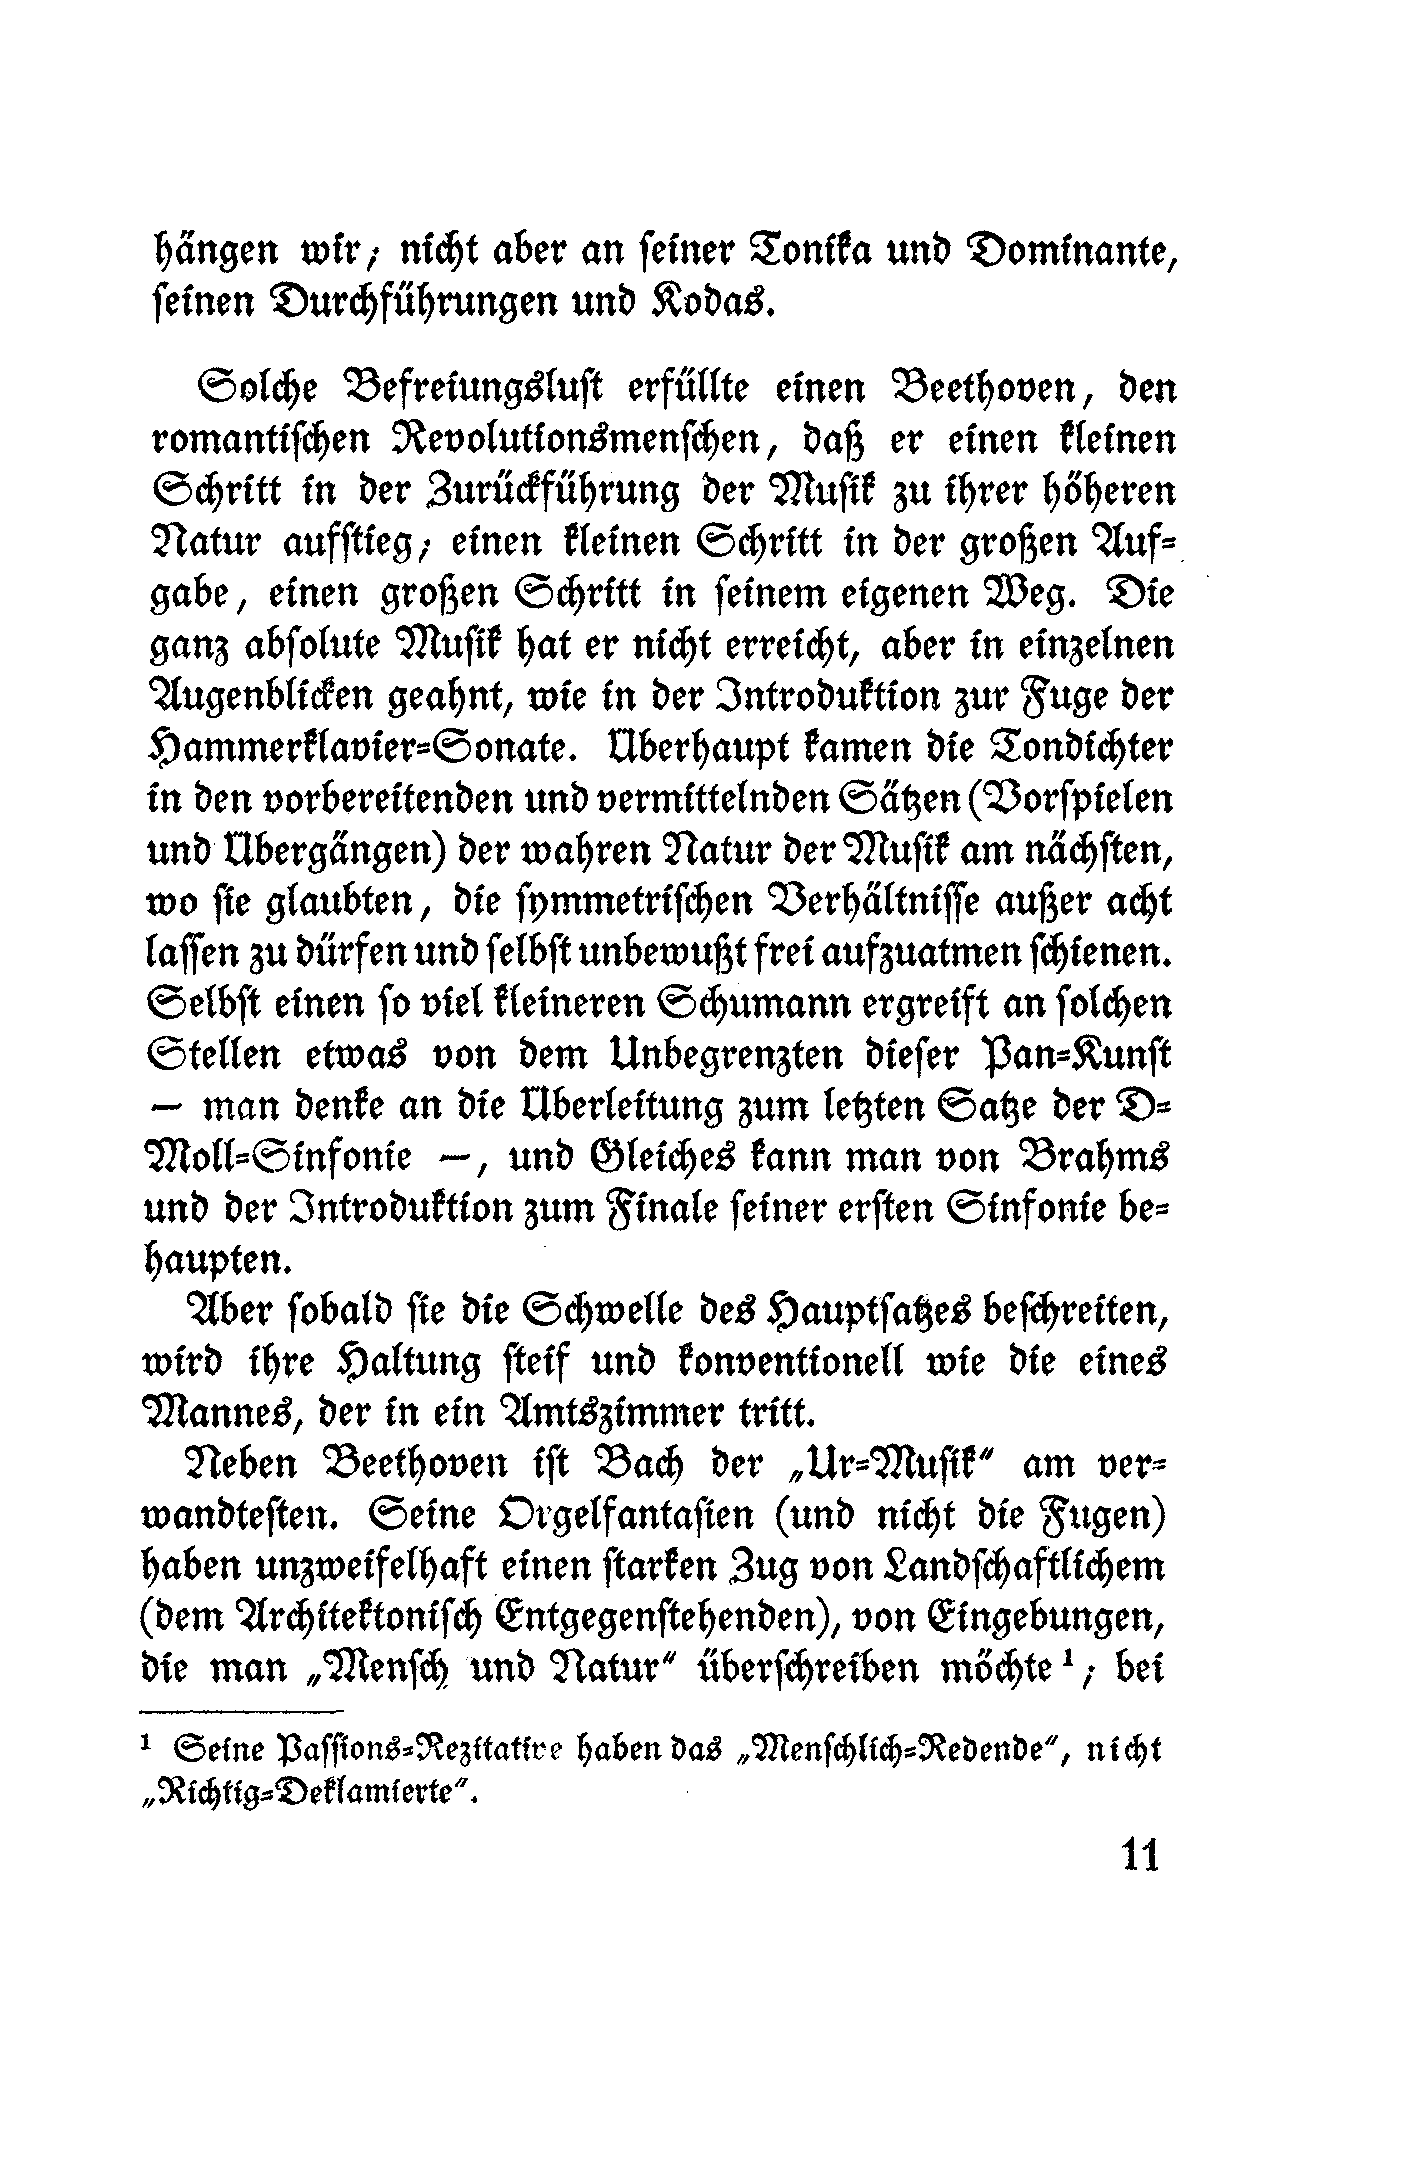 hängen wir; nicht aber an seiner Tonika und Dominante,
seinen Durchführungen und Kodas.
Solche Befreiungslust erfüllte einen Beethoven, den
romantischen Revolutionsmenschen, daß er einen kleinen
Schritt in der Zurückführung der Musik zu ihrer höheren
Natur aufstieg; einen kleinen Schritt in der großen Auf-
gabe, einen großen Schritt in seinem eigenen Weg. Die
ganz absolute Musik hat er nicht erreicht, aber in einzelnen
Augenblicken geahnt, wie in der Introduktion zur Fuge der
Hammerklavier-Sonate. Überhaupt kamen die Tondichter
in den vorbereitenden und vermittelnden Sätzen (Vorspielen
und Übergängen) der wahren Natur der Musik am nächsten,
wo sie glaubten, die symmetrischen Verhältnisse außer acht
lassen zu dürfen und selbst unbewußt frei aufzuatmen schienen.
Selbst einen so viel kleineren Schumann ergreift an solchen
Stellen etwas von dem Unbegrenzten dieser Pan-Kunst
— man denke an die Überleitung zum letzten Satze der D-
Moll-Sinfonie —, und Gleiches kann man von Brahms
und der Introduktion zum Finale seiner ersten Sinfonie be-
haupten.
Aber sobald sie die Schwelle des Hauptsatzes beschreiten,
wird ihre Haltung steif und konventionell wie die eines
Mannes, der in ein Amtszimmer tritt.
Neben Beethoven ist Bach der „Ur-Musik“ am ver-
wandtesten. Seine Orgelfantasien (und nicht die Fugen)
haben unzweifelhaft einen starken Zug von Landschaftlichem
(dem Architektonisch Entgegenstehenden), von Eingebungen,
die man „Mensch und Natur“ überschreiben möchte¹; bei
¹ Seine Passions-Rezitative haben das „Menschlich-Redende“, nicht
„Richtig-Deklamierte“.
11